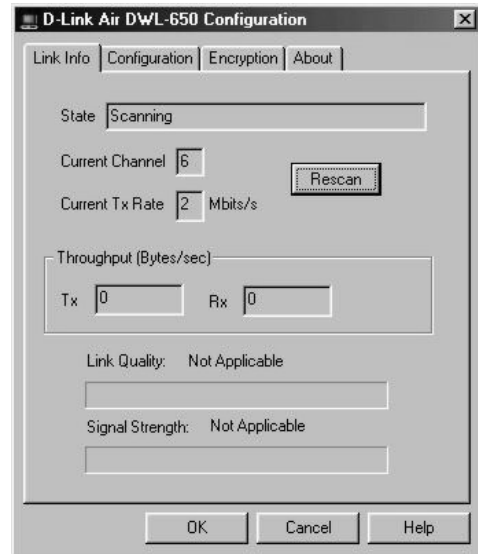 D-Link Air DWL-650 Configuration
Link Info Configuration Encryption About
State Scanning
Current Channel 6
Rescan
Current Tx Rate 2 Mbits/s
Throughput (Bytes/sec)
Tx 0 Rx 0
Link Quality: Not Applicable
Signal Strength: Not Applicable
OK Cancel Help